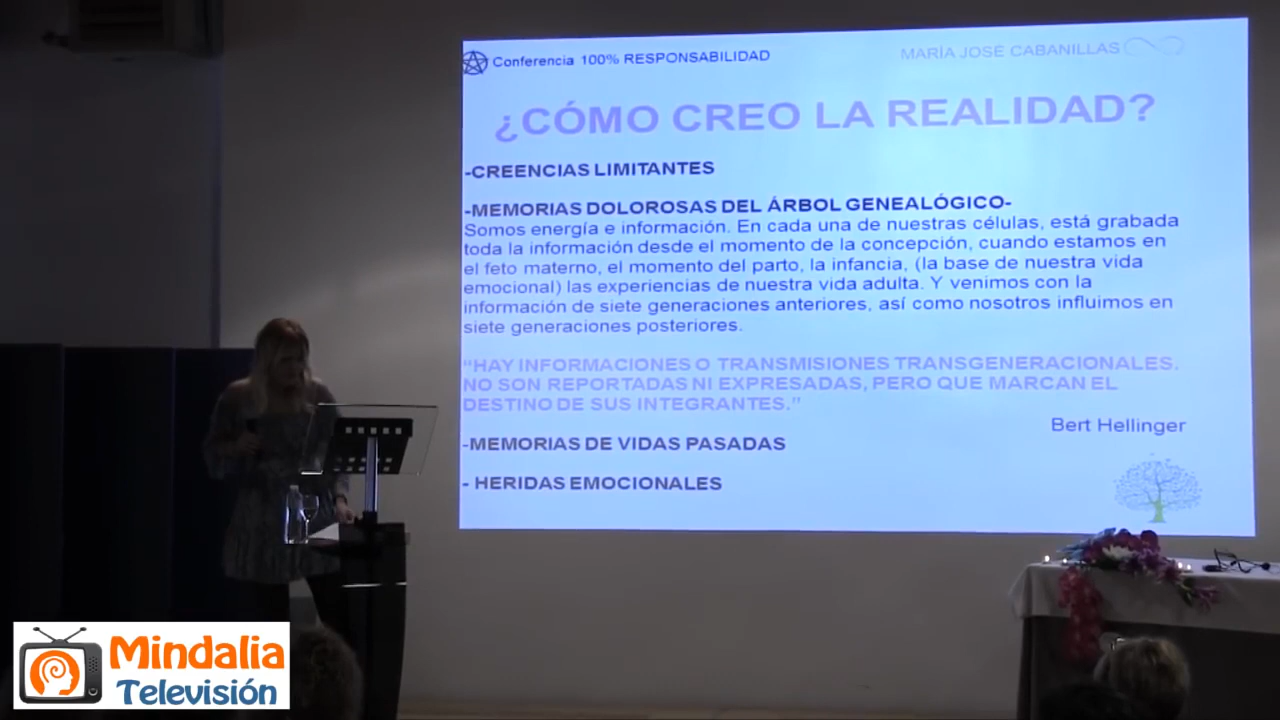 Conferencia 100% RESPONSABILIDAD
MARÍA JOSÉ CABANILLAS
¿CÓMO CREO LA REALIDAD?
-CREENCIAS LIMITANTES
-MEMORIAS DOLOROSAS DEL ÁRBOL GENEALÓGICO-
Somos energía e información. En cada una de nuestras células, está grabada
toda la información desde el momento de la concepción, cuando estamos en
el feto materno, el momento del parto, la infancia, (la base de nuestra vida
emocional) las experiencias de nuestra vida adulta. Y venimos con la
información de siete generaciones anteriores, así como nosotros influimos en
siete generaciones posteriores.
“HAY INFORMACIONES O TRANSMISIONES TRANSGENERACIONALES.
NO SON REPORTADAS NI EXPRESADAS, PERO QUE MARCAN EL
DESTINO DE SUS INTEGRANTES.”
Bert Hellinger
-MEMORIAS DE VIDAS PASADAS
- HERIDAS EMOCIONALES
Mindalia
Televisión